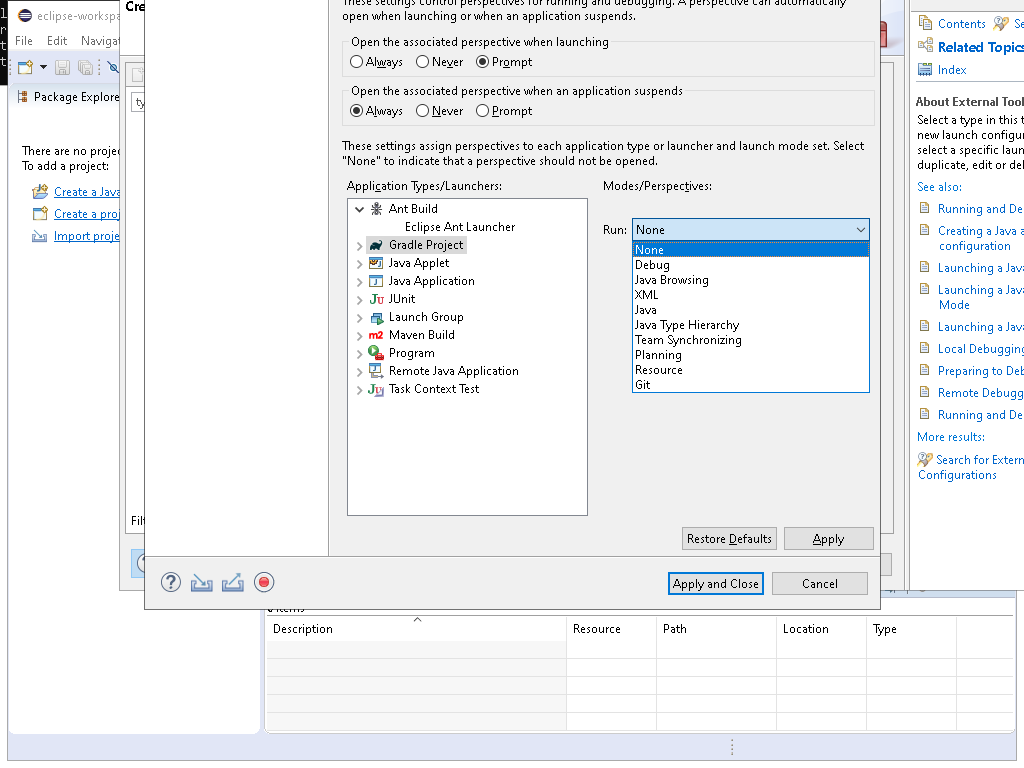 eclipse-workspa
File Edit Navigat
Package Explore
There are no projec
To add a project:
Create a Java
Create a proj
Import proje
Cre
ty
Filt
These settings control perspectives for running and debugging. A perspective can automatically
open when launching or when an application suspends.
Open the associated perspective when launching
Always Never Prompt
Open the associated perspective when an application suspends
Always Never Prompt
These settings assign perspectives to each application type or launcher and launch mode set. Select
"None" to indicate that a perspective should not be opened.
Application Types/Launchers:
Ant Build
Eclipse Ant Launcher
Gradle Project
Java Applet
Java Application
JUnit
Launch Group
Maven Build
Program
Remote Java Application
Task Context Test
Modes/Perspectives:
Run: None
None
Debug
Java Browsing
XML
Java
Java Type Hierarchy
Team Synchronizing
Planning
Resource
Git
Restore Defaults Apply
Apply and Close Cancel
Contents Se
Related Topics
Index
About External Tool
Select a type in this t
new launch configur
select a specific laun
duplicate, edit or del
See also:
Running and De
Creating a Java a
configuration
Launching a Java
Launching a Java
Mode
Launching a Java
Local Debugging
Preparing to Deb
Remote Debugg
Running and De
More results:
Search for Extern
Configurations
Description Resource Path Location Type